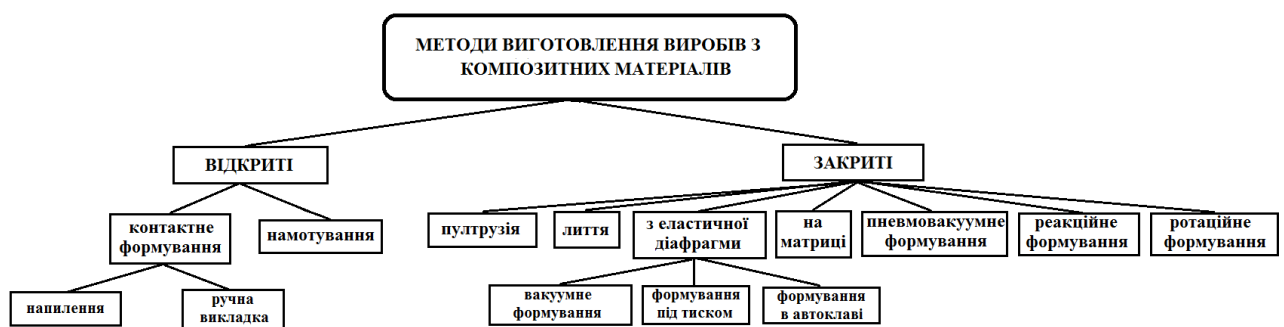 МЕТОДИ ВИГОТОВЛЕННЯ ВИРОБІВ З
КОМПОЗИТНИХ МАТЕРІАЛІВ
ВІДКРИТІ
ЗАКРИТІ
контактне
формування
намотування
пултрузія
лиття
з еластичної
діафрагми
на
матриці
пневмовакуумне
формування
реакційне
формування
ротаційне
формування
напилення
ручна
викладка
вакуумне
формування
формування
під тиском
формування
в автоклаві